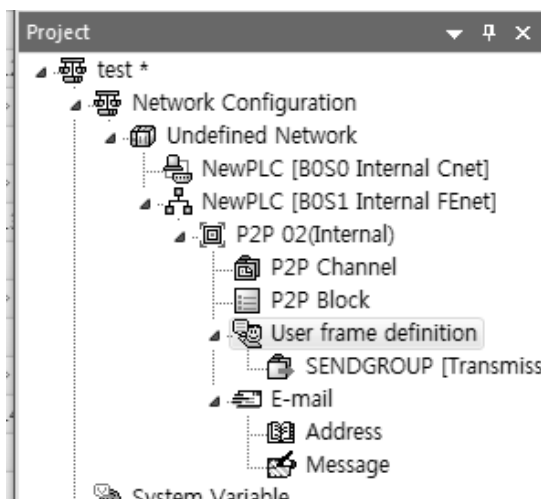 Project
test *
Network Configuration
Undefined Network
NewPLC [B0S0 Internal Cnet]
NewPLC [B0S1 Internal FEnet]
P2P 02(Internal)
P2P Channel
P2P Block
User frame definition
SENDGROUP [Transmiss
E-mail
Address
Message
System Variable